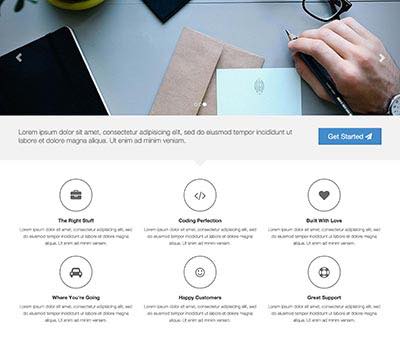 Lorem ipsum dolor sit amet, consectetur adipisicing elit, sed do eiusmod tempor incididunt ut
labore et dolore magna aliqua. Ut enim ad minim veniam.
Get Started
The Right Stuff
Lorem ipsum dolor sit amet, consectetur adipisicing elit, sed
do eiusmod tempor incididunt ut labore et dolore magna
aliqua. Ut enim ad minim veniam.
Coding Perfection
Lorem ipsum dolor sit amet, consectetur adipisicing elit, sed
do eiusmod tempor incididunt ut labore et dolore magna
aliqua. Ut enim ad minim veniam.
Built With Love
Lorem ipsum dolor sit amet, consectetur adipisicing elit, sed
do eiusmod tempor incididunt ut labore et dolore magna
aliqua. Ut enim ad minim veniam.
Where You're Going
Lorem ipsum dolor sit amet, consectetur adipisicing elit, sed
do eiusmod tempor incididunt ut labore et dolore magna
aliqua. Ut enim ad minim veniam.
Happy Customers
Lorem ipsum dolor sit amet, consectetur adipisicing elit, sed
do eiusmod tempor incididunt ut labore et dolore magna
aliqua. Ut enim ad minim veniam.
Great Support
Lorem ipsum dolor sit amet, consectetur adipisicing elit, sed
do eiusmod tempor incididunt ut labore et dolore magna
aliqua. Ut enim ad minim veniam.